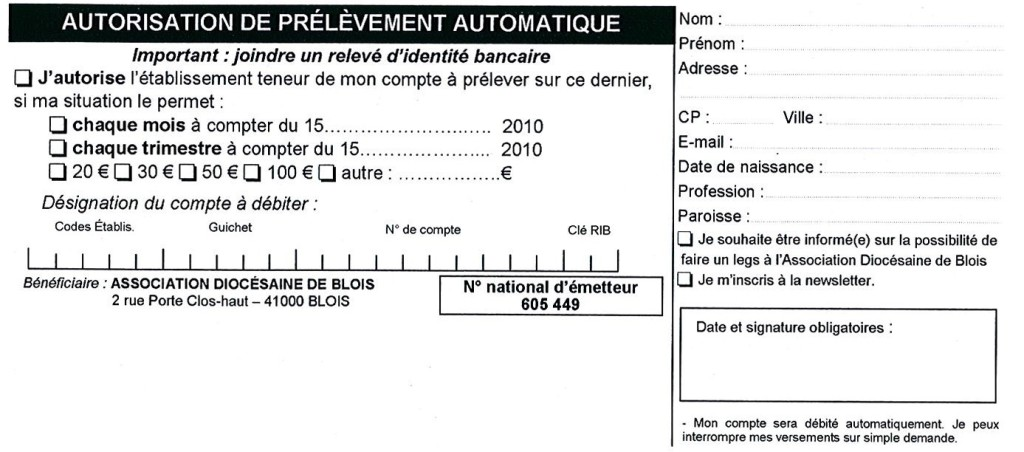 AUTORISATION DE PRÉLÈVEMENT AUTOMATIQUE
Important : joindre un relevé d'identité bancaire
❏ J'autorise l'établissement teneur de mon compte à prélever sur ce dernier,
si ma situation le permet :
❏ chaque mois à compter du 15............................. 2010
❏ chaque trimestre à compter du 15...................... 2010
❏ 20 € ❏ 30 € ❏ 50 € ❏ 100 € ❏ autre : ..................€
Désignation du compte à débiter :
Codes Établis. Guichet N° de compte Clé RIB
Bénéficiaire : ASSOCIATION DIOCÉSAINE DE BLOIS
2 rue Porte Clos-haut – 41000 BLOIS
N° national d'émetteur
605 449
Nom :
Prénom :
Adresse :
CP : Ville :
E-mail :
Date de naissance :
Profession :
Paroisse :
❏ Je souhaite être informé(e) sur la possibilité de
faire un legs à l'Association Diocésaine de Blois
❏ Je m'inscris à la newsletter.
Date et signature obligatoires :
- Mon compte sera débité automatiquement. Je peux
interrompre mes versements sur simple demande.